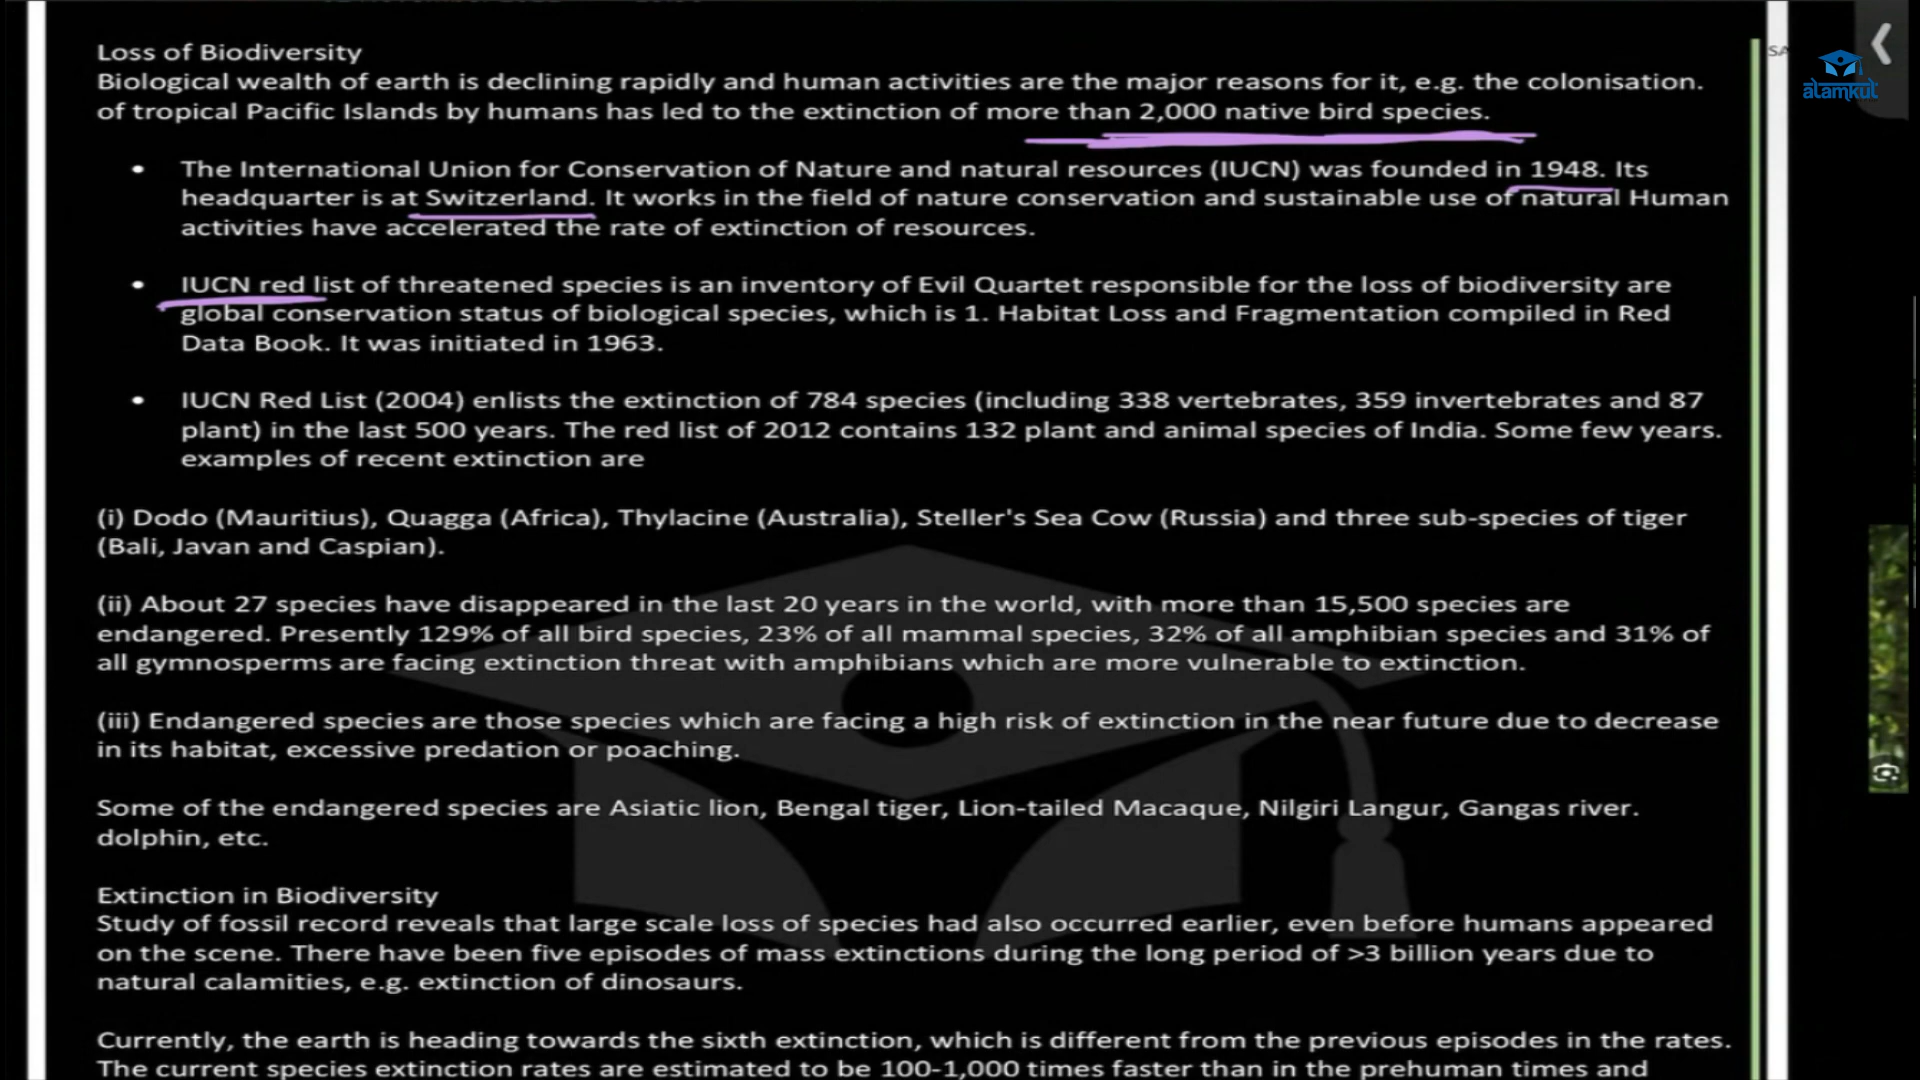 Loss of Biodiversity
Biological wealth of earth is declining rapidly and human activities are the major reasons for it, e.g. the colonisation.
of tropical Pacific Islands by humans has led to the extinction of more than 2,000 native bird species.
• The International Union for Conservation of Nature and natural resources (IUCN) was founded in 1948. Its
headquarter is at Switzerland. It works in the field of nature conservation and sustainable use of natural Human
activities have accelerated the rate of extinction of resources.
• IUCN red list of threatened species is an inventory of Evil Quartet responsible for the loss of biodiversity are
global conservation status of biological species, which is 1. Habitat Loss and Fragmentation compiled in Red
Data Book. It was initiated in 1963.
• IUCN Red List (2004) enlists the extinction of 784 species (including 338 vertebrates, 359 invertebrates and 87
plant) in the last 500 years. The red list of 2012 contains 132 plant and animal species of India. Some few years.
examples of recent extinction are
(i) Dodo (Mauritius), Quagga (Africa), Thylacine (Australia), Steller's Sea Cow (Russia) and three sub-species of tiger
(Bali, Javan and Caspian).
(ii) About 27 species have disappeared in the last 20 years in the world, with more than 15,500 species are
endangered. Presently 129% of all bird species, 23% of all mammal species, 32% of all amphibian species and 31% of
all gymnosperms are facing extinction threat with amphibians which are more vulnerable to extinction.
(iii) Endangered species are those species which are facing a high risk of extinction in the near future due to decrease
in its habitat, excessive predation or poaching.
Some of the endangered species are Asiatic lion, Bengal tiger, Lion-tailed Macaque, Nilgiri Langur, Gangas river.
dolphin, etc.
Extinction in Biodiversity
Study of fossil record reveals that large scale loss of species had also occurred earlier, even before humans appeared
on the scene. There have been five episodes of mass extinctions during the long period of >3 billion years due to
natural calamities, e.g. extinction of dinosaurs.
Currently, the earth is heading towards the sixth extinction, which is different from the previous episodes in the rates.
The current species extinction rates are estimated to be 100-1,000 times faster than in the prehuman times and
SA
alamkut